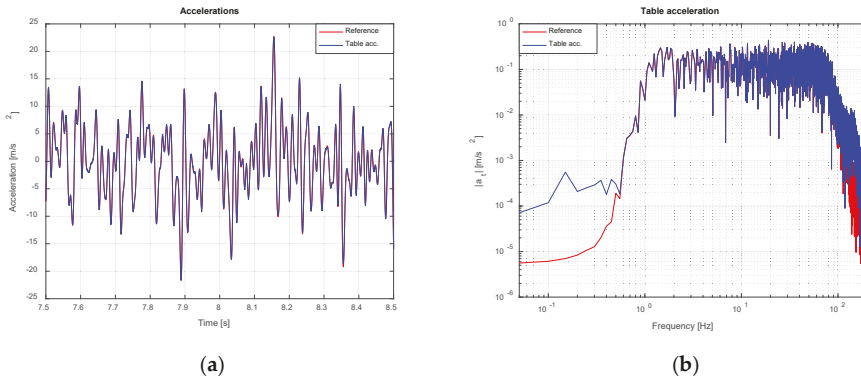 Accelerations
Reference
Table acc.
Acceleration [m/s 2]
25
20
15
10
5
0
-5
-10
-15
-20
-25
7.5 7.6 7.7 7.8 7.9 8 8.1 8.2 8.3 8.4 8.5
Time [s]
(a)
Table acceleration
Reference
Table acc.
|a t| [m/s 2]
10 0
10 -1
10 -2
10 -3
10 -4
10 -5
10 -6
10 -1 10 0 10 1 10 2
Frequency [Hz]
(b)